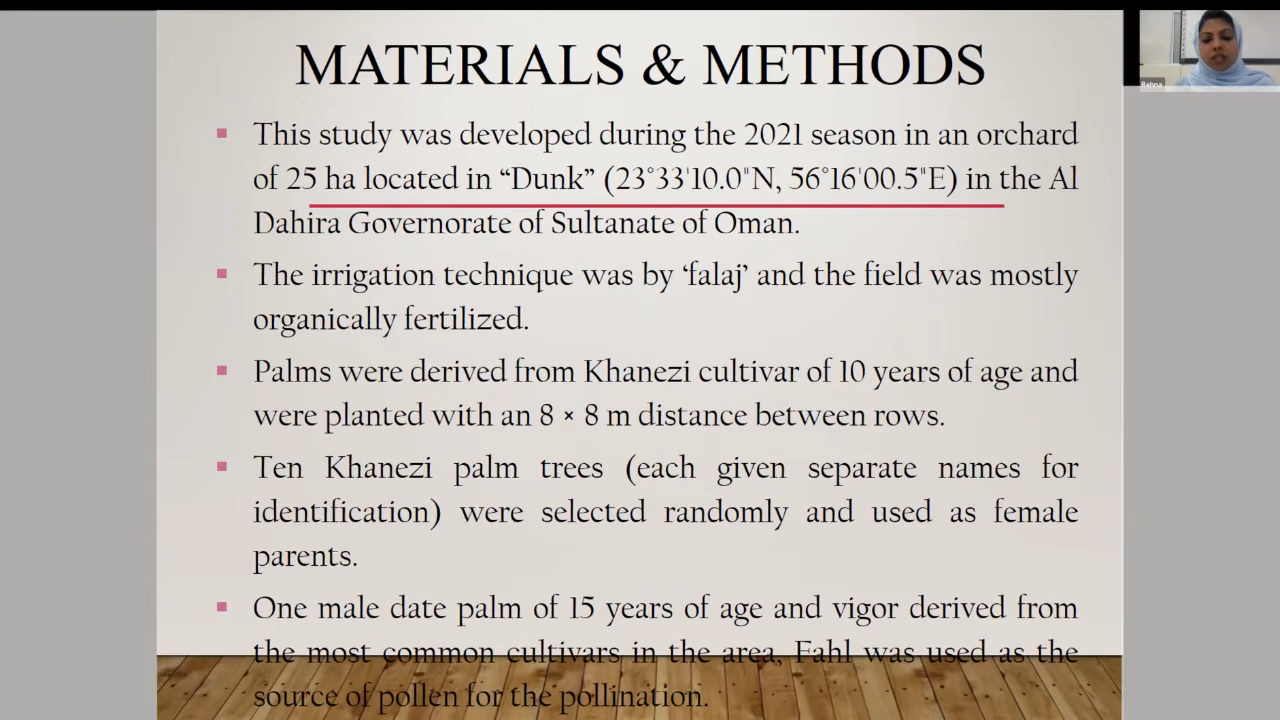 MATERIALS & METHODS
This study was developed during the 2021 season in an orchard
of 25 ha located in “Dunk” (23°33'10.0"N, 56°16'00.5"E) in the Al
Dahira Governorate of Sultanate of Oman.
The irrigation technique was by ‘falaj’ and the field was mostly
organically fertilized.
Palms were derived from Khanezi cultivar of 10 years of age and
were planted with an 8 × 8 m distance between rows.
Ten Khanezi palm trees (each given separate names for
identification) were selected randomly and used as female
parents.
One male date palm of 15 years of age and vigor derived from
the most common cultivars in the area, Fahl was used as the
source of pollen for the pollination.
Rehna